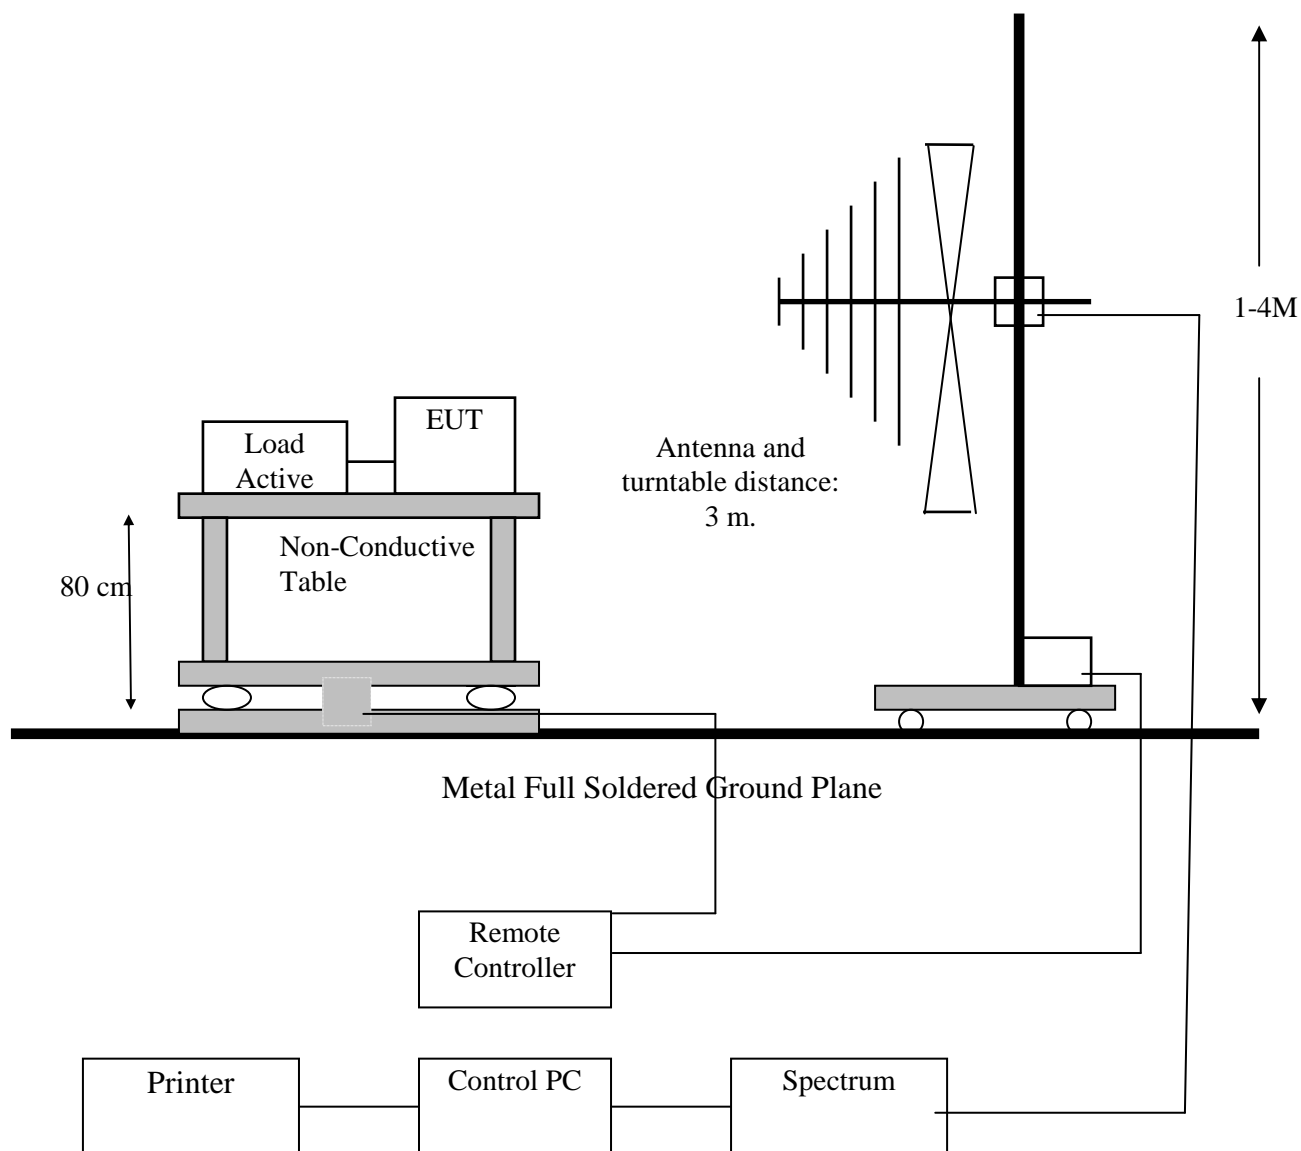 1-4M
EUT
Load
Active
Antenna and
turntable distance:
3 m.
Non-Conductive
Table
80 cm
Metal Full Soldered Ground Plane
Remote
Controller
Printer
Control PC
Spectrum